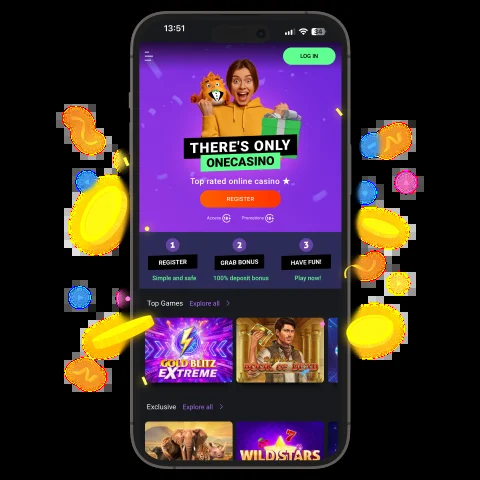 13:51
34
LOG IN
THERE'S ONLY
ONECASINO
Top rated online casino ★
REGISTER
Access 18+ Promotions 18+
1 2 3
REGISTER GRAB BONUS HAVE FUN!
Simple and safe 100% deposit bonus Play now!
Top Games Explore all >
GOLD BLITZ
EXTREME
BOOK OF DEAD
Exclusive Explore all >
7
WILDSTARS